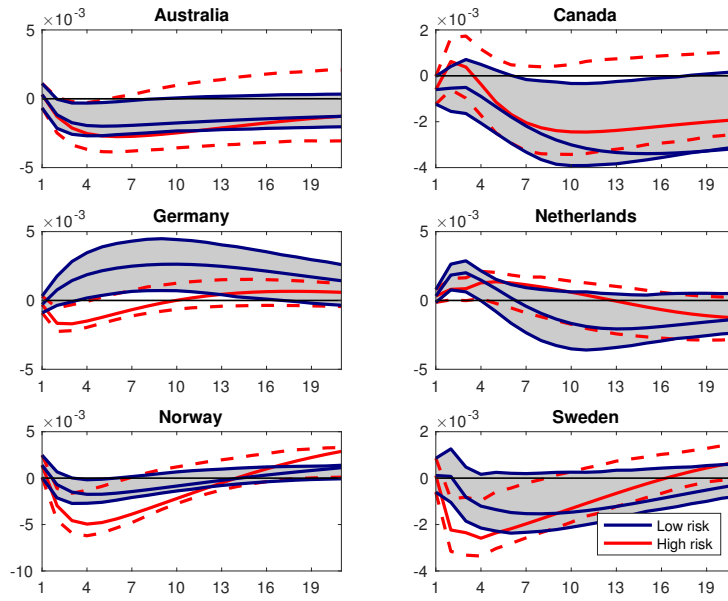 Australia
×10⁻³
5
0
-5
1 4 7 10 13 16 19
Canada
×10⁻³
2
0
-2
-4
1 4 7 10 13 16 19
Germany
×10⁻³
5
0
-5
1 4 7 10 13 16 19
Netherlands
×10⁻³
5
0
-5
1 4 7 10 13 16 19
Norway
×10⁻³
5
0
-5
-10
1 4 7 10 13 16 19
Sweden
×10⁻³
2
0
-2
-4
1 4 7 10 13 16 19
Low risk
High risk